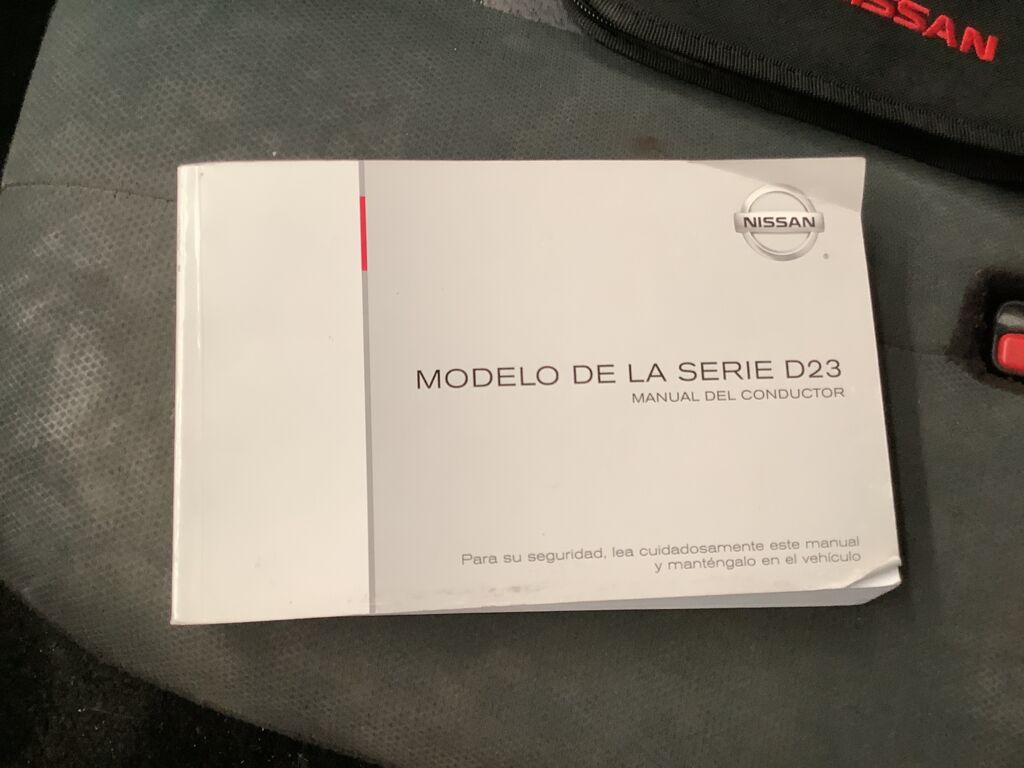 NISSAN
NISSAN
MODELO DE LA SERIE D23
MANUAL DEL CONDUCTOR
Para su seguridad, lea cuidadosamente este manual
y manténgalo en el vehículo